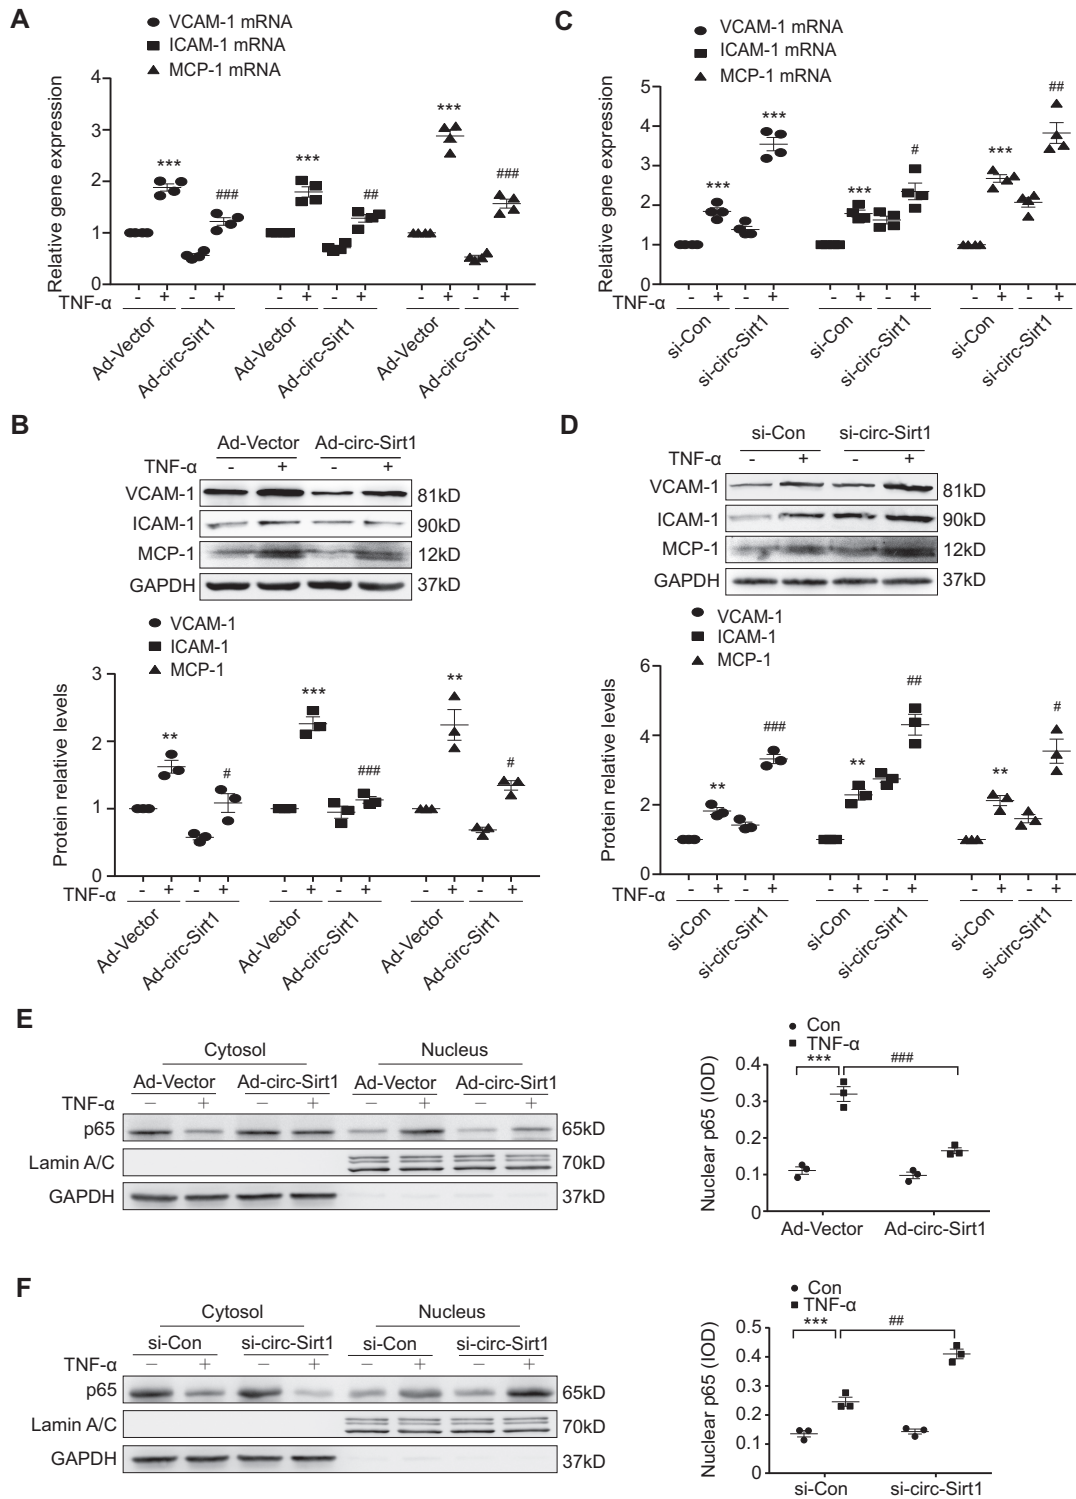 A
VCAM-1 mRNA
ICAM-1 mRNA
MCP-1 mRNA
Relative gene expression
4
3
2
1
0
*** ### *** ## *** ###
TNF-α - + - + - + - + - + - +
Ad-Vector Ad-circ-Sirt1 Ad-Vector Ad-circ-Sirt1 Ad-Vector Ad-circ-Sirt1
C
VCAM-1 mRNA
ICAM-1 mRNA
MCP-1 mRNA
Relative gene expression
5
4
3
2
1
0
*** *** *** # *** ##
TNF-α - + - + - + - + - + - +
si-Con si-circ-Sirt1 si-Con si-circ-Sirt1 si-Con si-circ-Sirt1
B
Ad-Vector Ad-circ-Sirt1
TNF-α - + - +
VCAM-1 81kD
ICAM-1 90kD
MCP-1 12kD
GAPDH 37kD
VCAM-1
ICAM-1
MCP-1
Protein relative levels
3
2
1
0
** # *** ### ** #
TNF-α - + - + - + - + - + - +
Ad-Vector Ad-circ-Sirt1 Ad-Vector Ad-circ-Sirt1 Ad-Vector Ad-circ-Sirt1
D
si-Con si-circ-Sirt1
TNF-α - + - +
VCAM-1 81kD
ICAM-1 90kD
MCP-1 12kD
GAPDH 37kD
VCAM-1
ICAM-1
MCP-1
Protein relative levels
6
4
2
0
** ### ** ## ** #
TNF-α - + - + - + - + - + - +
si-Con si-circ-Sirt1 si-Con si-circ-Sirt1 si-Con si-circ-Sirt1
E
Cytosol Nucleus
Ad-Vector Ad-circ-Sirt1 Ad-Vector Ad-circ-Sirt1
TNF-α − + − + − + − +
p65 65kD
Lamin A/C 70kD
GAPDH 37kD
Con
TNF-α
*** ###
Nuclear p65 (IOD)
0.4
0.3
0.2
0.1
0
Ad-Vector Ad-circ-Sirt1
F
Cytosol Nucleus
si-Con si-circ-Sirt1 si-Con si-circ-Sirt1
TNF-α − + − + − + − +
p65 65kD
Lamin A/C 70kD
GAPDH 37kD
Con
TNF-α
*** ##
Nuclear p65 (IOD)
0.5
0.4
0.3
0.2
0.1
0
si-Con si-circ-Sirt1